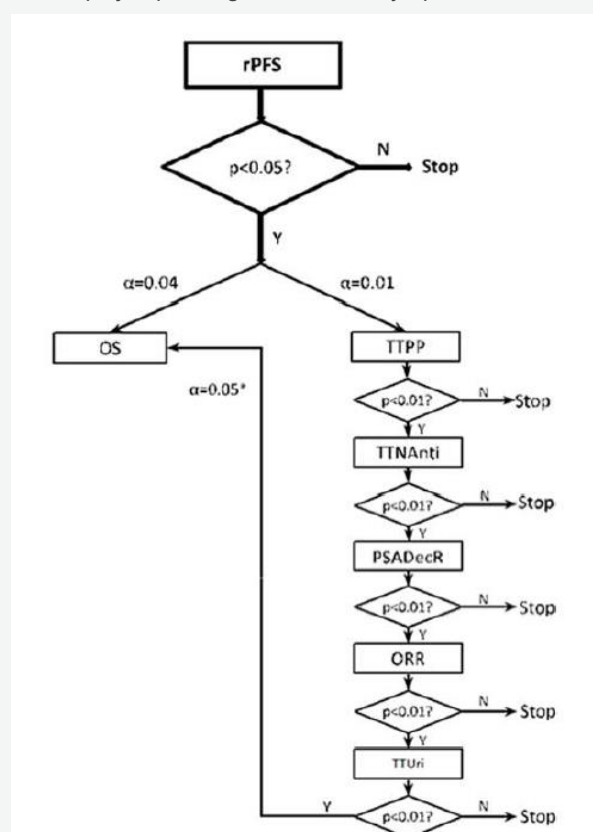 rPFS
p<0.05?
N
Stop
Y
α=0.04
α=0.01
OS
TTPP
α=0.05*
p<0.01?
N
Stop
Y
TTNAnti
p<0.01?
N
Stop
Y
PSADecR
p<0.01?
N
Stop
Y
ORR
p<0.01?
N
Stop
Y
TTUri
Y
p<0.01?
N
Stop